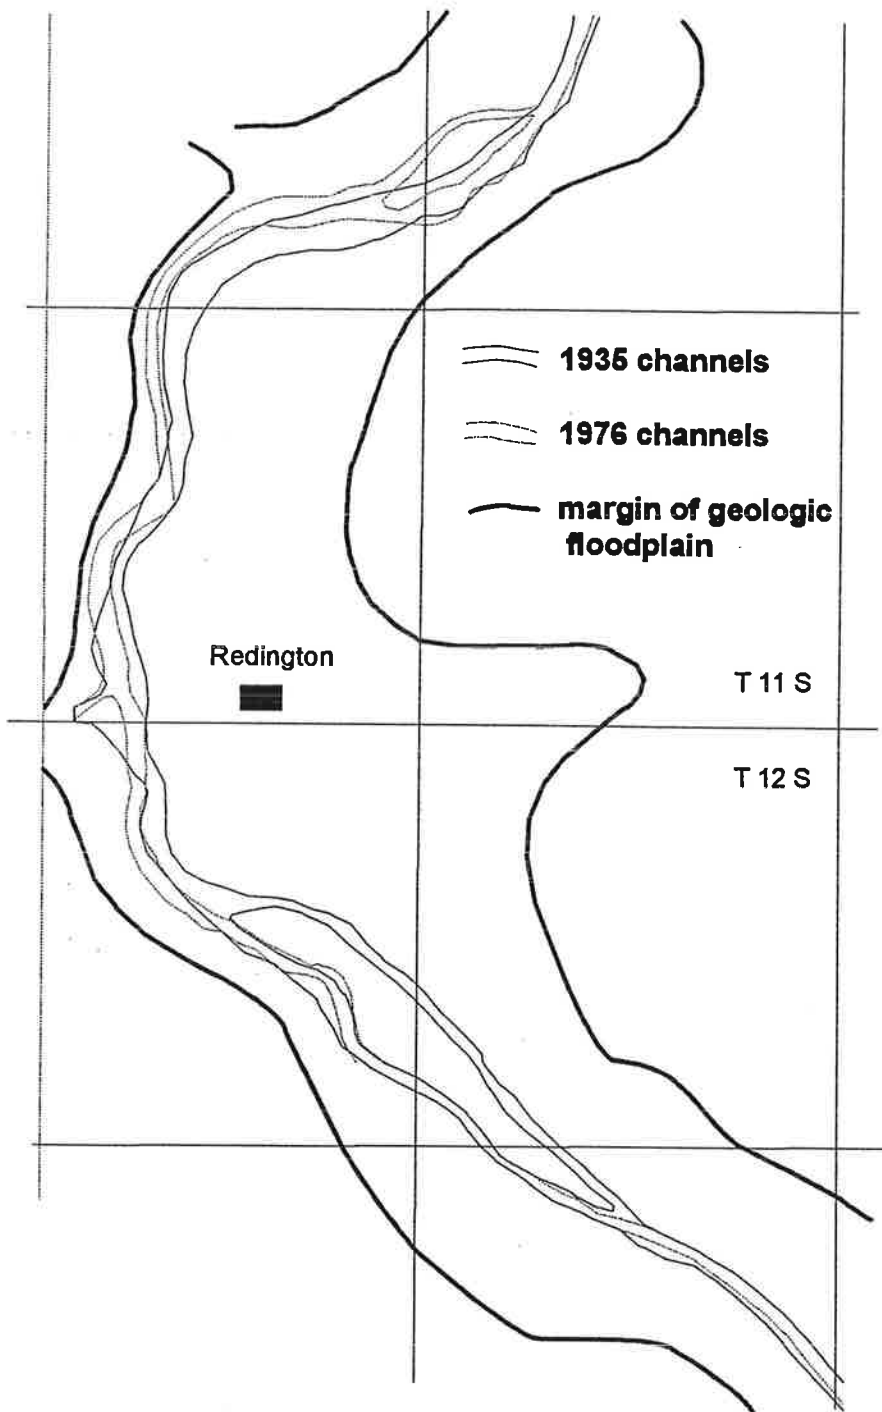 1935 channels
1976 channels
margin of geologic
floodplain
Redington
T 11 S
T 12 S